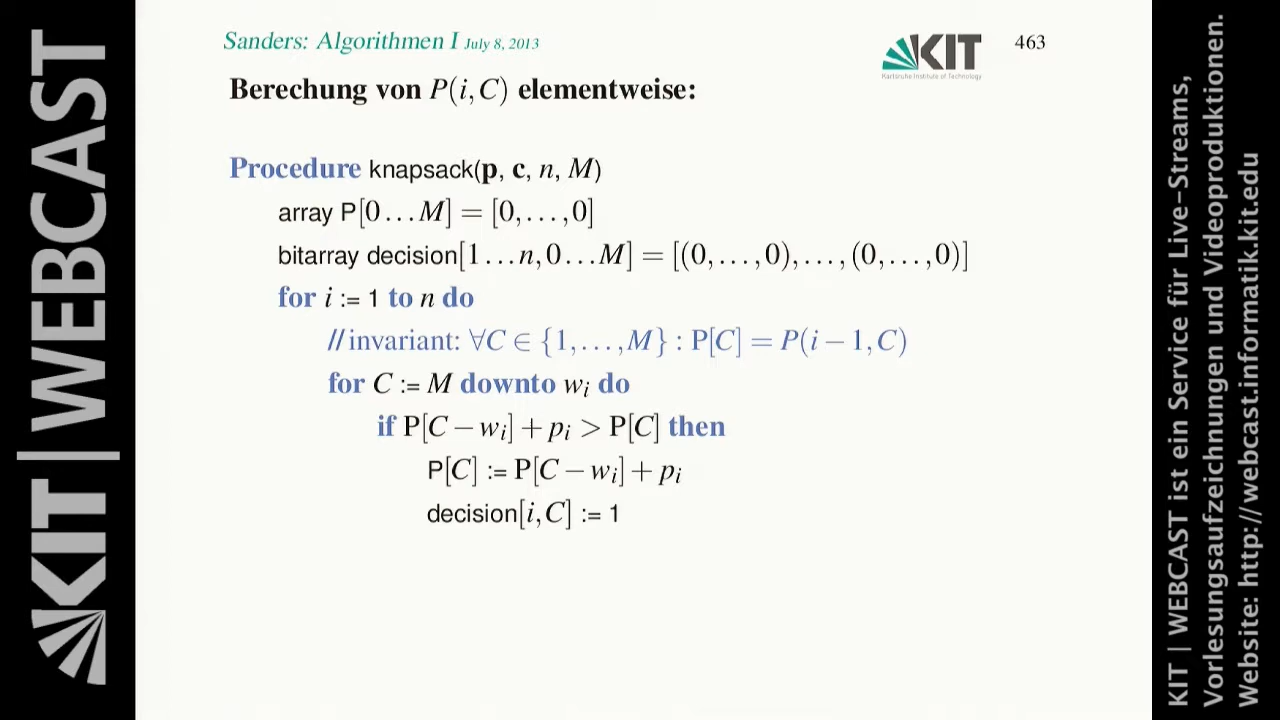 KIT | WEBCAST
Sanders: Algorithmen I July 8, 2013
KIT
Karlsruhe Institute of Technology
463
Berechung von P(i,C) elementweise:
Procedure knapsack(p, c, n, M)
array P[0…M] = [0,…,0]
bitarray decision[1…n,0…M] = [(0,…,0),…,(0,…,0)]
for i := 1 to n do
//invariant: ∀C ∈ {1,…,M} : P[C] = P(i−1,C)
for C := M downto wᵢ do
if P[C−wᵢ]+pᵢ > P[C] then
P[C] := P[C−wᵢ]+pᵢ
decision[i,C] := 1
KIT | WEBCAST ist ein Service für Live-Streams,
Vorlesungsaufzeichnungen und Videoproduktionen.
Website: http://webcast.informatik.kit.edu